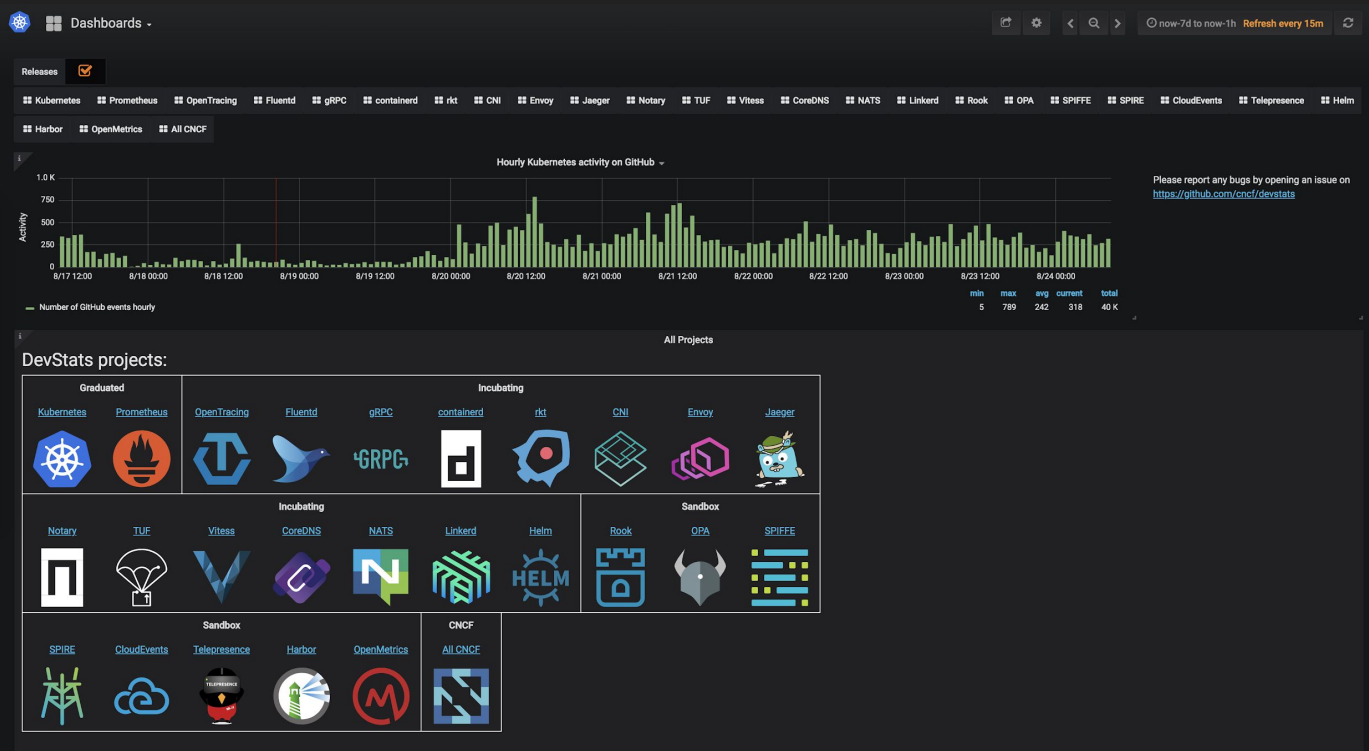 Dashboards
now-7d to now-1h Refresh every 15m
Releases
Kubernetes Prometheus OpenTracing Fluentd gRPC containerd rkt CNI Envoy Jaeger Notary TUF Vitess CoreDNS NATS Linkerd Rook OPA SPIFFE SPIRE CloudEvents Telepresence Helm
Harbor OpenMetrics All CNCF
Hourly Kubernetes activity on GitHub
Please report any bugs by opening an issue on
https://github.com/cncf/devstats
Activity
1.0 K
750
500
250
0
8/17 12:00 8/18 00:00 8/18 12:00 8/19 00:00 8/19 12:00 8/20 00:00 8/20 12:00 8/21 00:00 8/21 12:00 8/22 00:00 8/22 12:00 8/23 00:00 8/23 12:00 8/24 00:00
min max avg current total
Number of GitHub events hourly 5 789 242 318 40 K
All Projects
DevStats projects:
Graduated Incubating
Kubernetes Prometheus OpenTracing Fluentd gRPC containerd rkt CNI Envoy Jaeger
GRPC
d
Incubating Sandbox
Notary TUF Vitess CoreDNS NATS Linkerd Helm Rook OPA SPIFFE
n C N HELM
Sandbox CNCF
SPIRE CloudEvents Telepresence Harbor OpenMetrics All CNCF
TELEPRESENCE
M